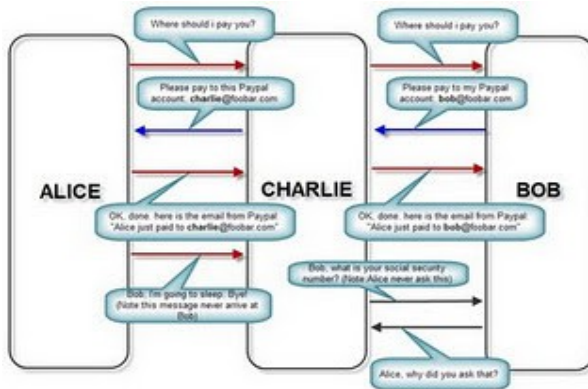 Where should i pay you?
Where should i pay you?
Please pay to this Paypal
account: charlie@foobar.com
Please pay to my Paypal
account: bob@foobar.com
ALICE
CHARLIE
BOB
OK, done. here is the email from Paypal:
"Alice just paid to charlie@foobar.com"
OK, done. here is the email from Paypal:
"Alice just paid to bob@foobar.com"
Bob, I'm going to sleep. Bye!
(Note this message never arrive at
Bob)
Bob, what is your social security
number? (Note:Alice never ask this)
Alice, why did you ask that?